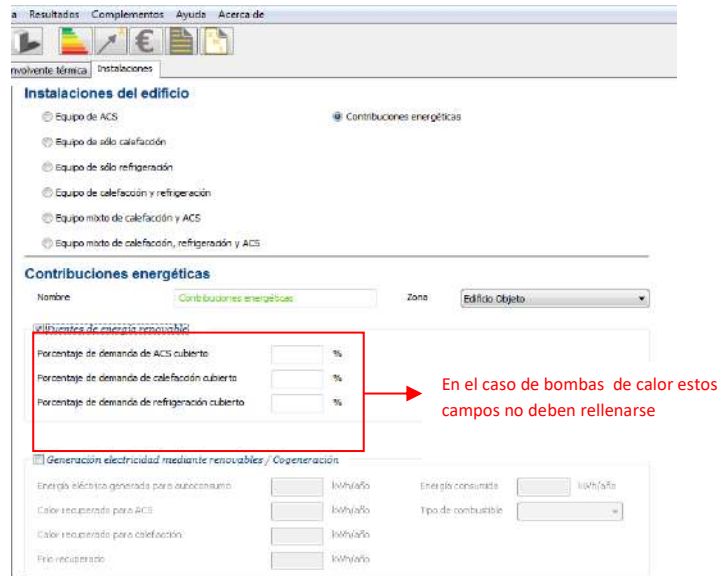 a Resultados Complementos Ayuda Acerca de
nvolvente térmica Instalaciones
Instalaciones del edificio
Equipo de ACS
Contribuciones energéticas
Equipo de sólo calefacción
Equipo de sólo refrigeración
Equipo de calefacción y refrigeración
Equipo mixto de calefacción y ACS
Equipo mixto de calefacción, refrigeración y ACS
Contribuciones energéticas
Nombre Contribuciones energéticas Zona Edificio Objeto
Fuentes de energía renovable
Porcentaje de demanda de ACS cubierto %
Porcentaje de demanda de calefacción cubierto %
Porcentaje de demanda de refrigeración cubierto %
En el caso de bombas de calor estos
campos no deben rellenarse
Generación electricidad mediante renovables / Cogeneración
Energía eléctrica generada para autoconsumo kWh/año Energía consumida kWh/año
Calor recuperado para ACS kWh/año Tipo de combustible
Calor recuperado para calefacción kWh/año
Frío recuperado kWh/año